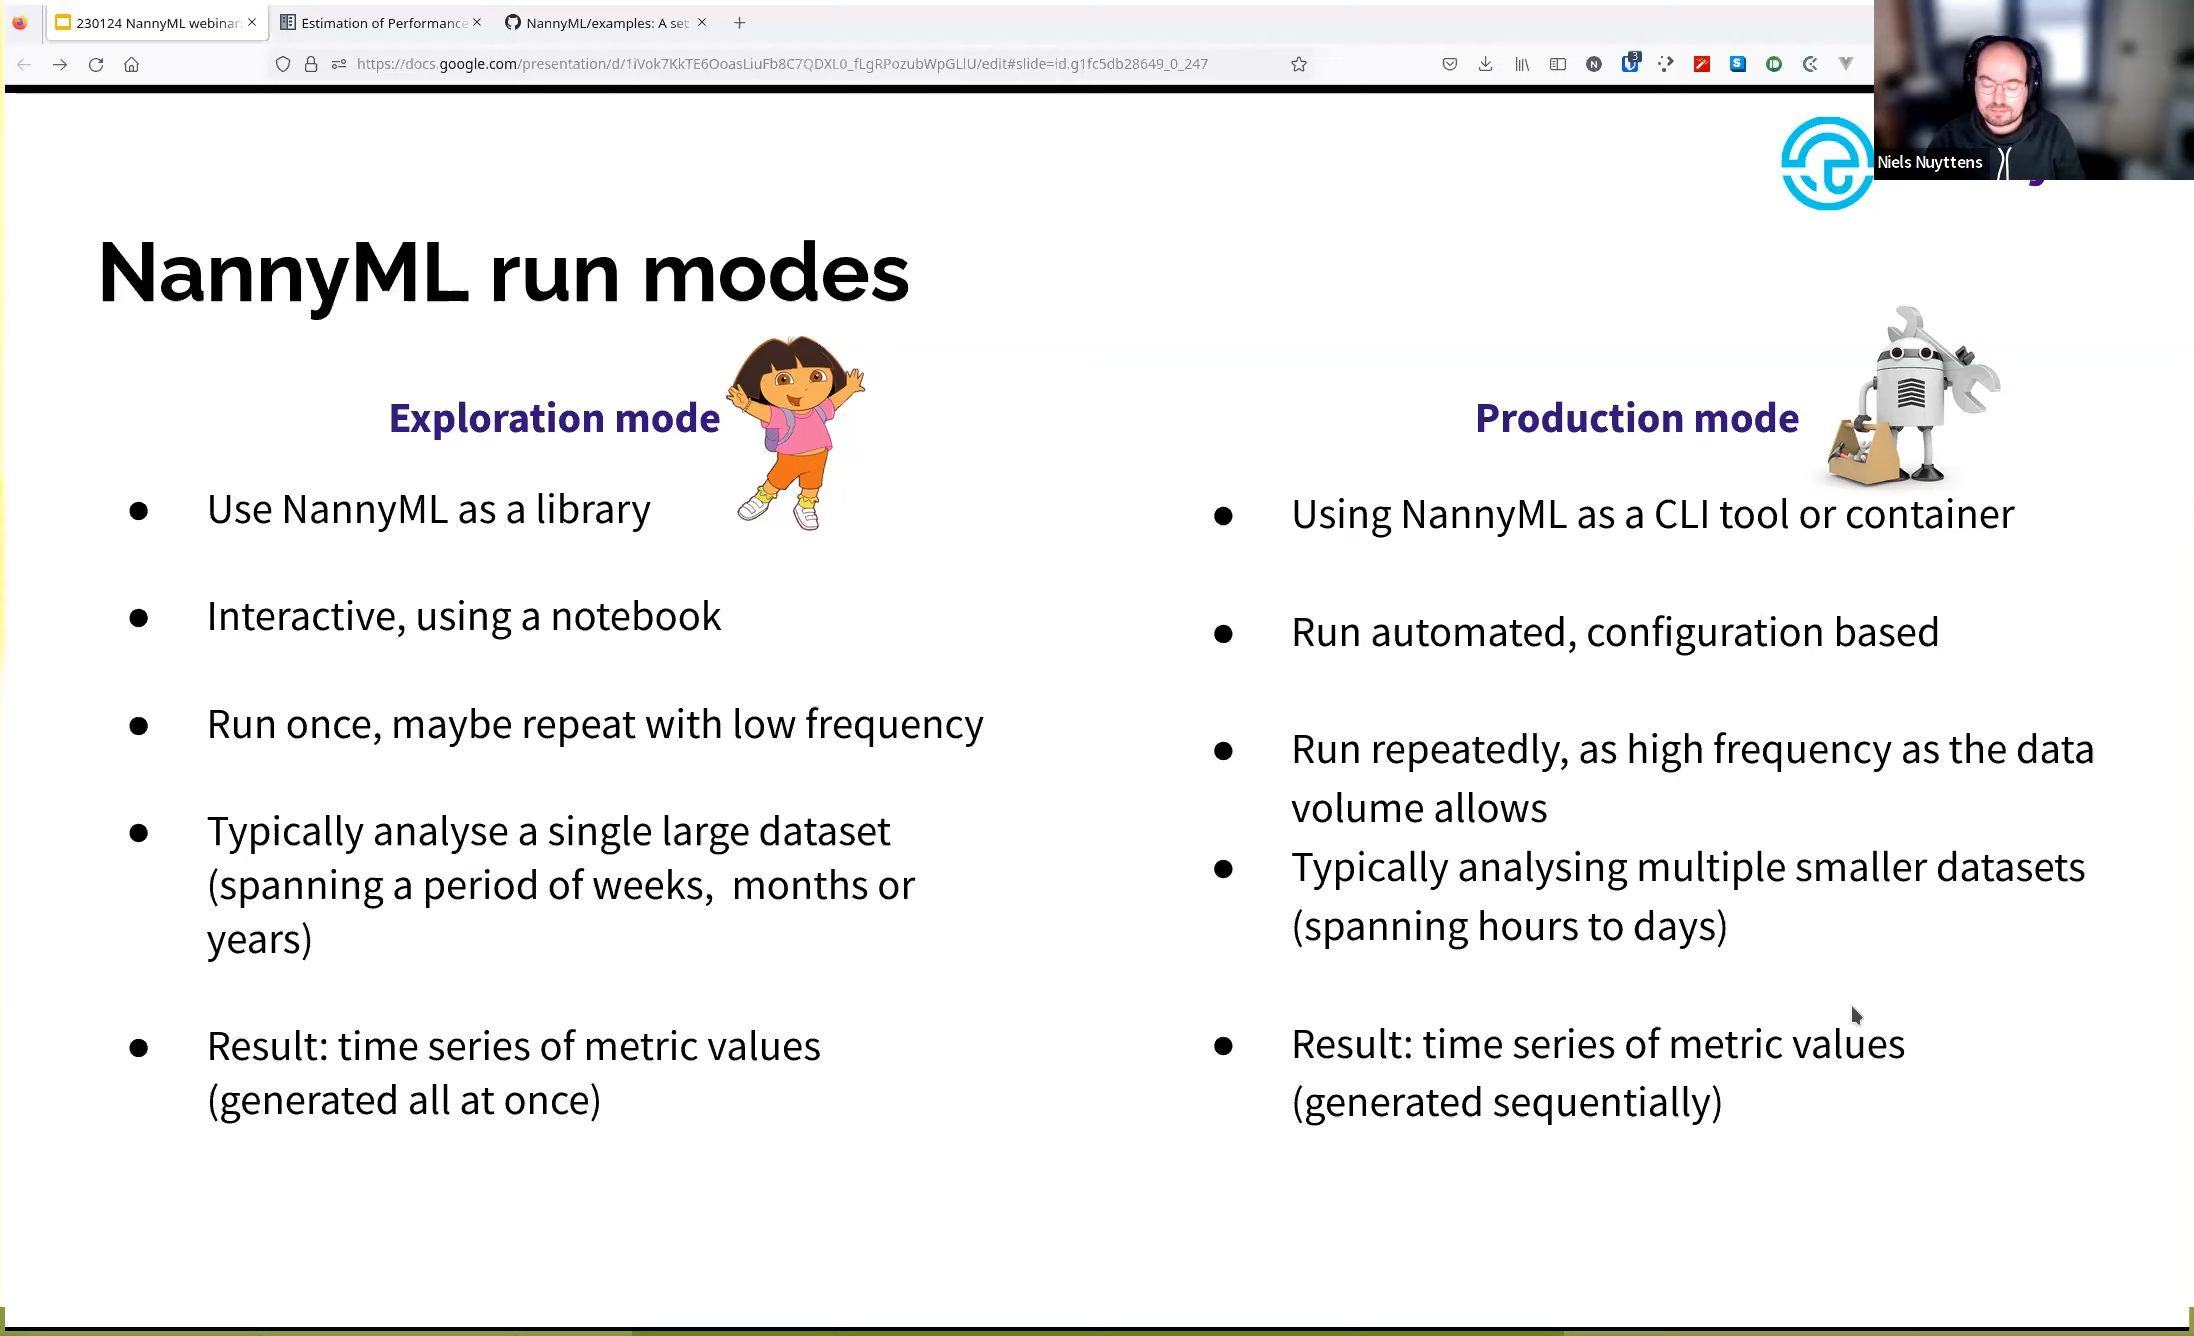 230124 NannyML webinar
Estimation of Performance
NannyML/examples: A set
https://docs.google.com/presentation/d/1iVok7KkTE6OoasLiuFb8C7QDXL0_fLgRPozubWpGLlU/edit#slide=id.g1fc5db28649_0_247
3
Niels Nuyttens
NannyML run modes
Exploration mode
Use NannyML as a library
Interactive, using a notebook
Run once, maybe repeat with low frequency
Typically analyse a single large dataset
(spanning a period of weeks, months or
years)
Result: time series of metric values
(generated all at once)
Production mode
Using NannyML as a CLI tool or container
Run automated, configuration based
Run repeatedly, as high frequency as the data
volume allows
Typically analysing multiple smaller datasets
(spanning hours to days)
Result: time series of metric values
(generated sequentially)